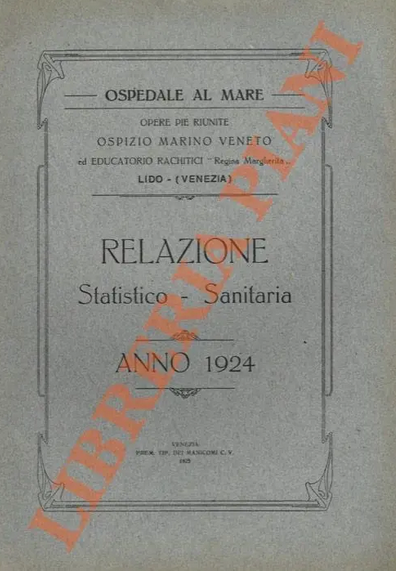 OSPEDALE AL MARE
OPERE PIE RIUNITE
OSPIZIO MARINO VENETO
ed EDUCATORIO RACHITICI "Regina Margherita"
LIDO - (VENEZIA)
RELAZIONE
Statistico - Sanitaria
ANNO 1924
VENEZIA
PREM. TIP. DEI MANICOMI C. V.
1925
LIBRERIA PIANI